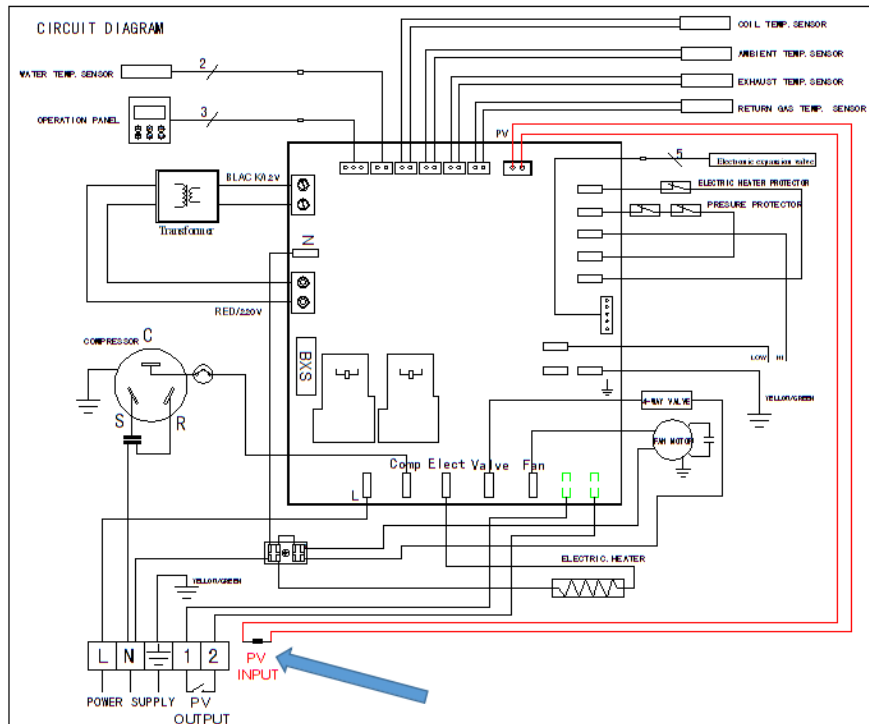 CIRCUIT DIAGRAM
COIL TEMP. SENSOR
AMBIENT TEMP. SENSOR
EXHAUST TEMP. SENSOR
RETURN GAS TEMP. SENSOR
WATER TEMP. SENSOR
2
OPERATION PANEL
3
PV
5
Electronic expansion valve
ELECTRIC HEATER PROTECTOR
PRESURE PROTECTOR
BLACK/12V
Transformer
N
RED/220V
COMPRESSOR
C
S
R
BXS
LOW
HI
YELLOW/GREEN
4-WAY VALVE
FAN MOTOR
Comp
Elect
Valve
Fan
L
ELECTRIC. HEATER
YELLOW/GREEN
L
N
1
2
PV
INPUT
POWER SUPPLY
PV
OUTPUT